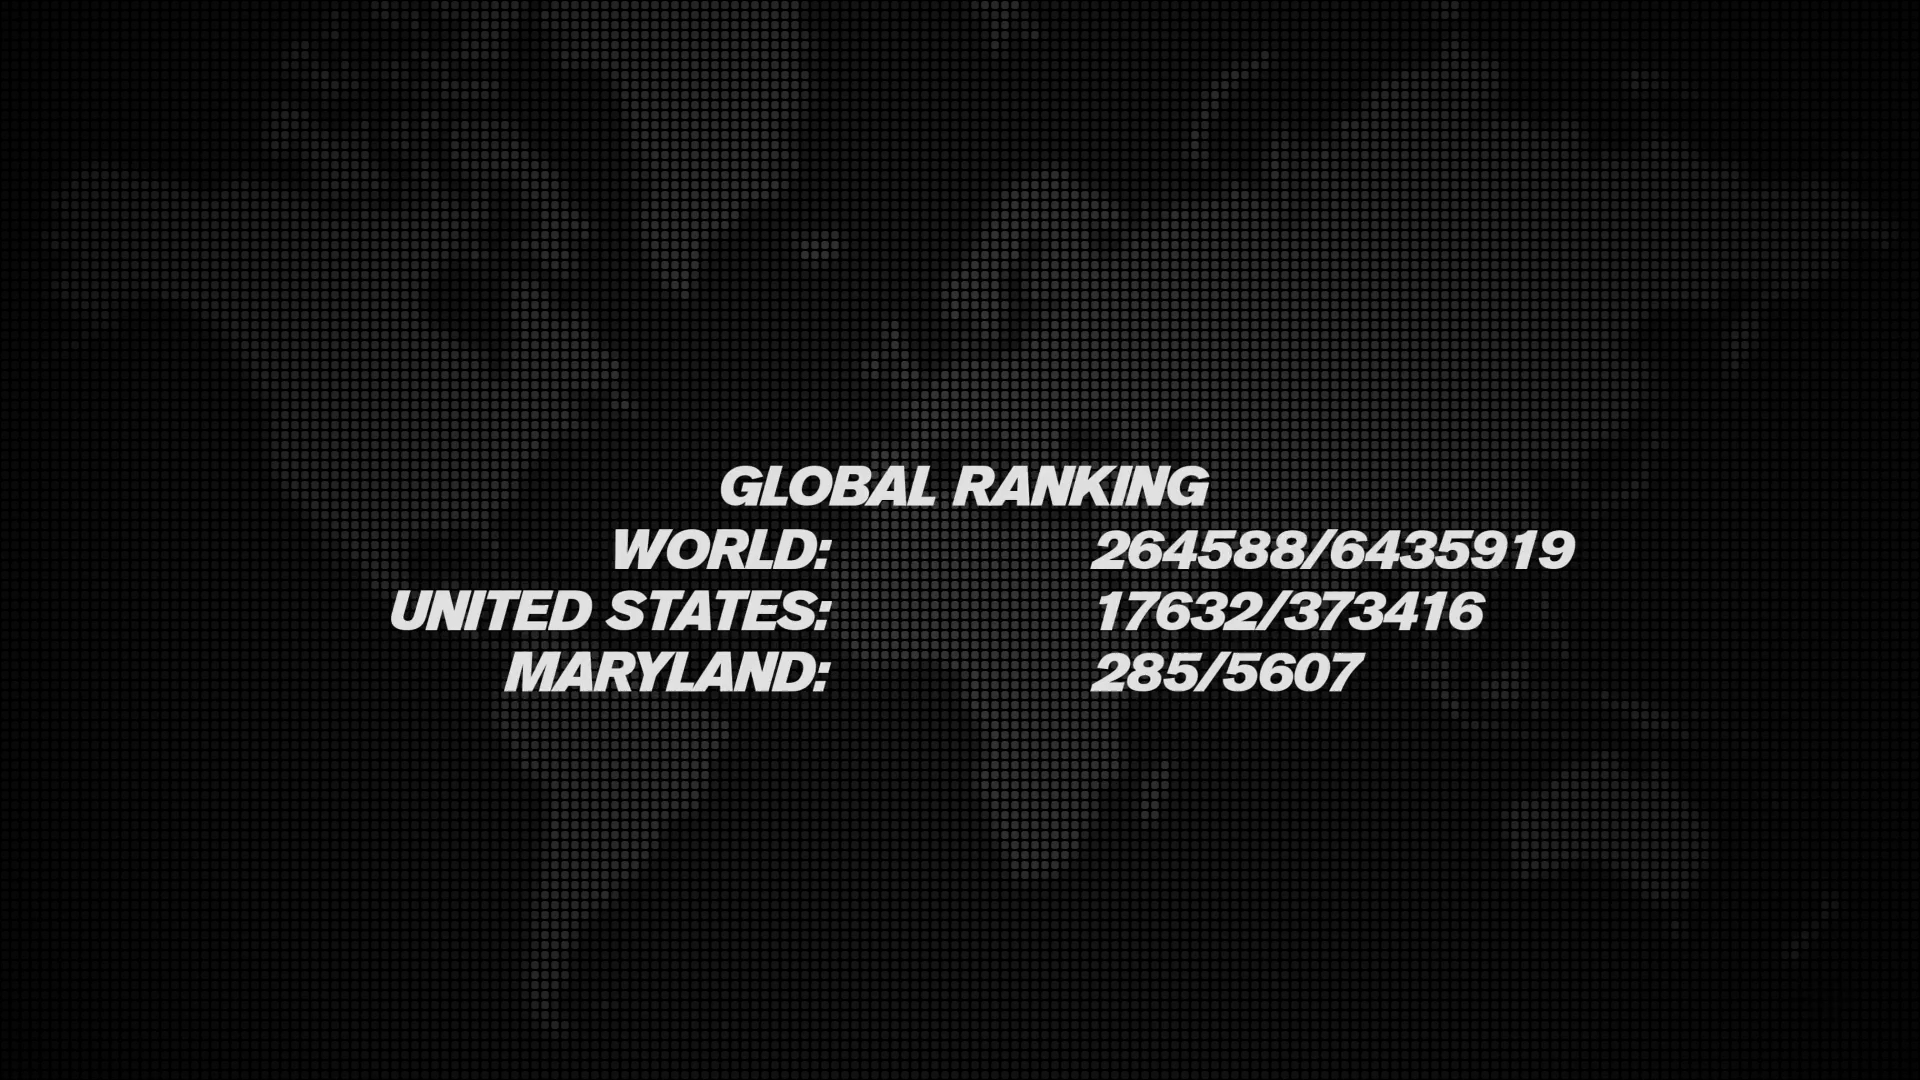 GLOBAL RANKING
WORLD: 264588/6435919
UNITED STATES: 17632/373416
MARYLAND: 285/5607